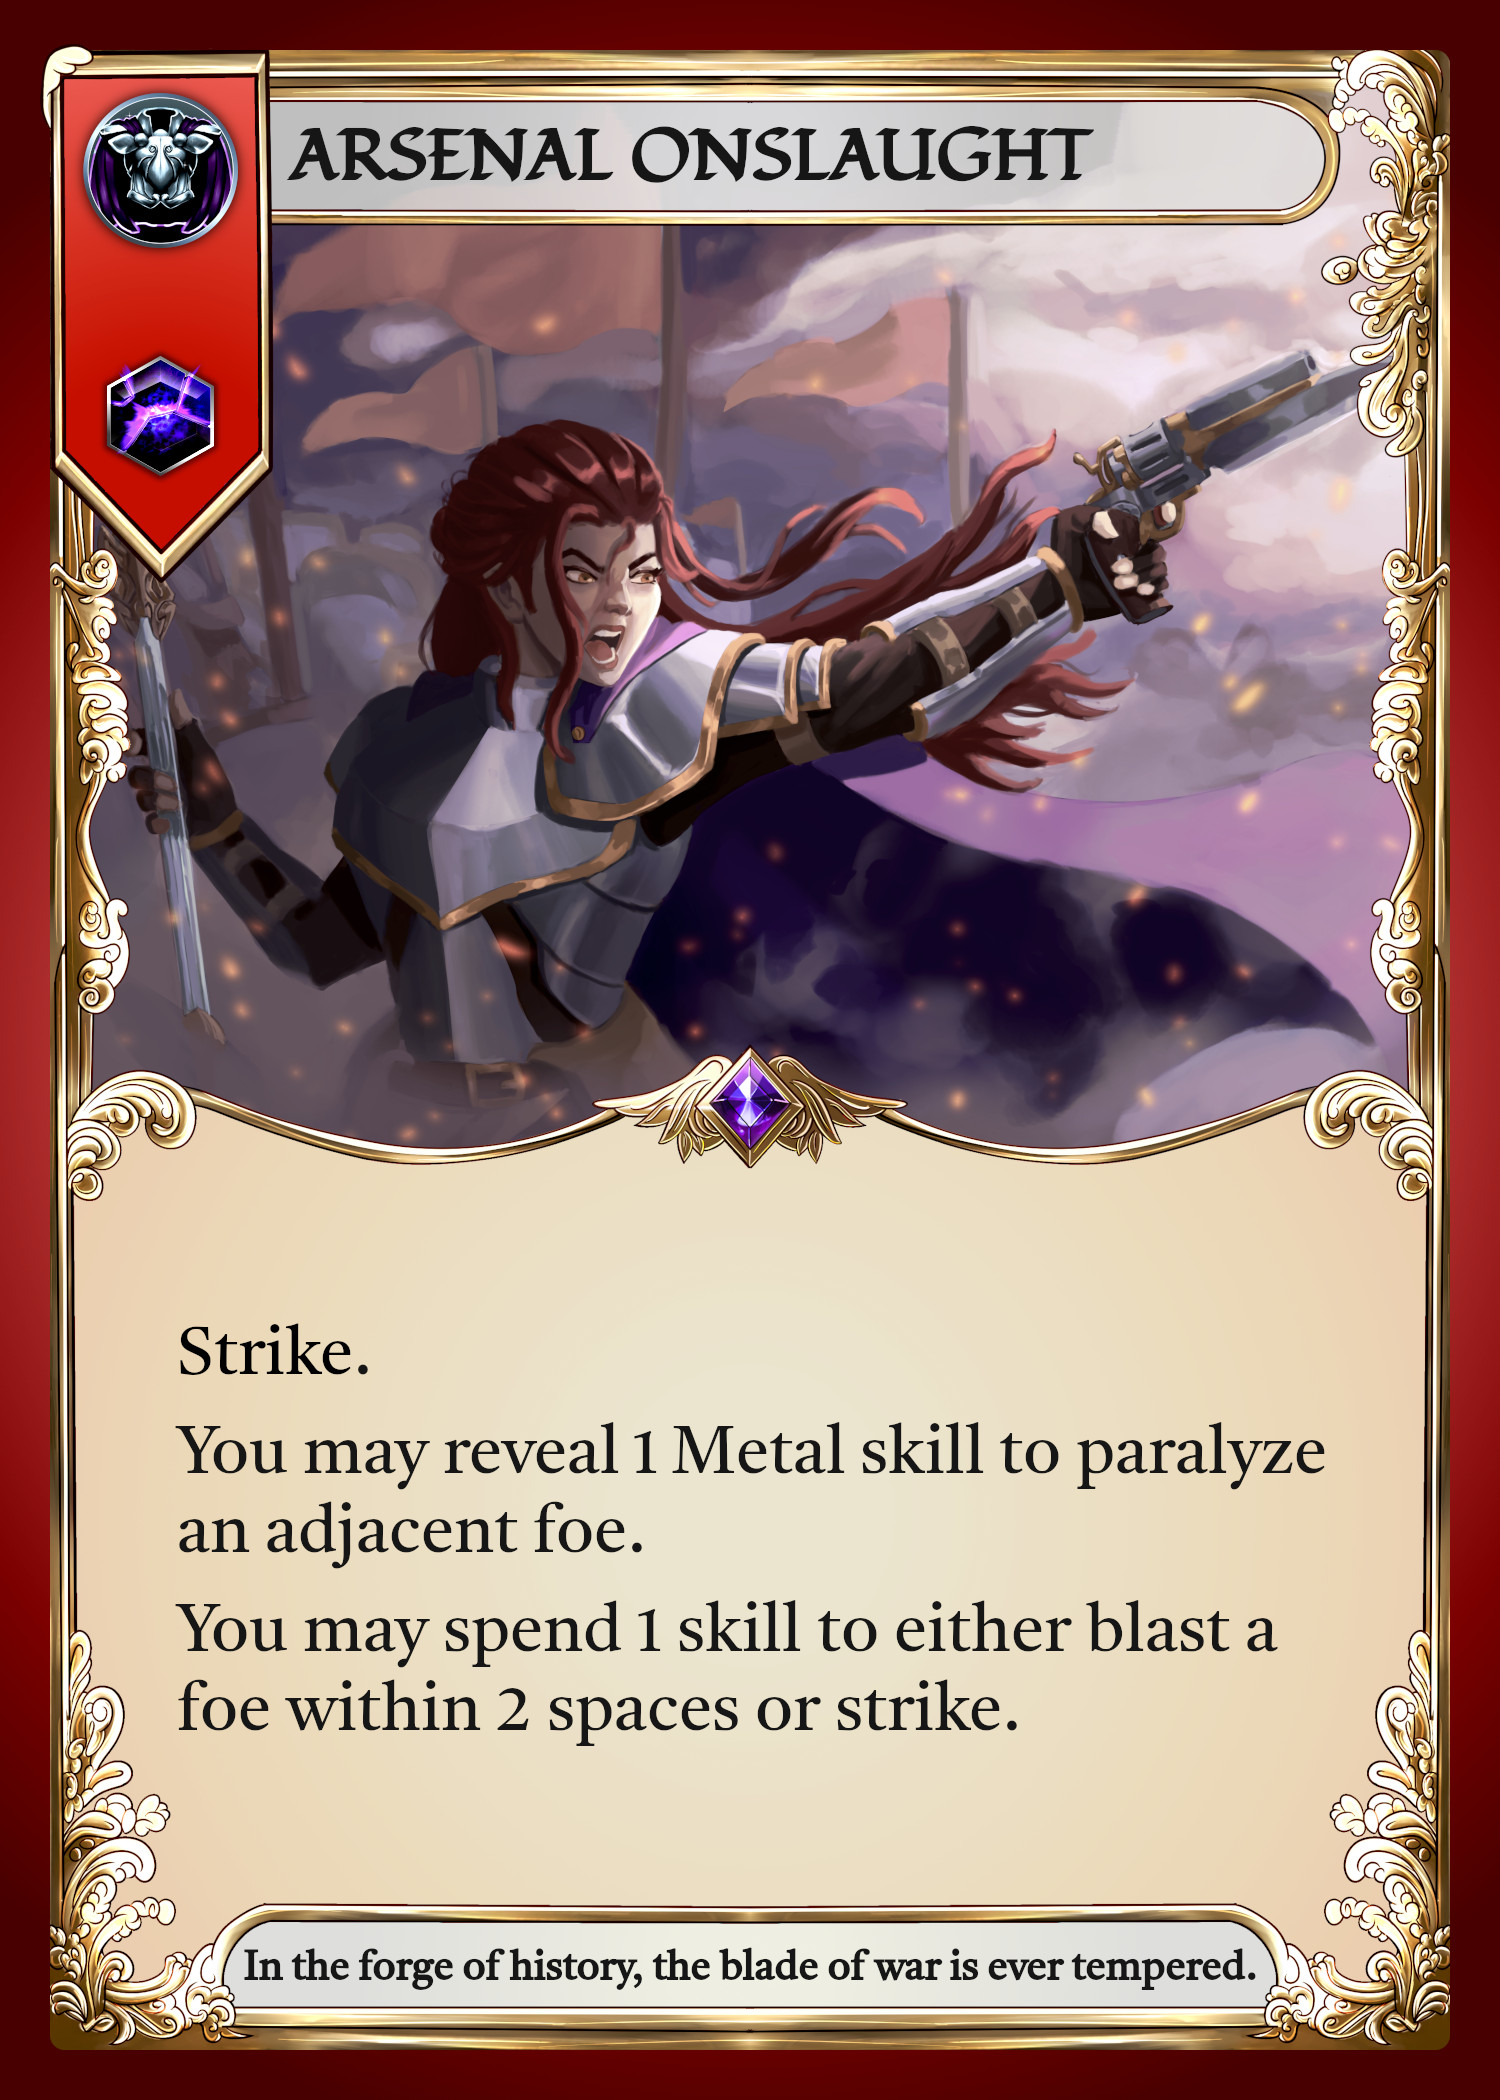 ARSENAL ONSLAUGHT
Strike.
You may reveal 1 Metal skill to paralyze
an adjacent foe.
You may spend 1 skill to either blast a
foe within 2 spaces or strike.
In the forge of history, the blade of war is ever tempered.